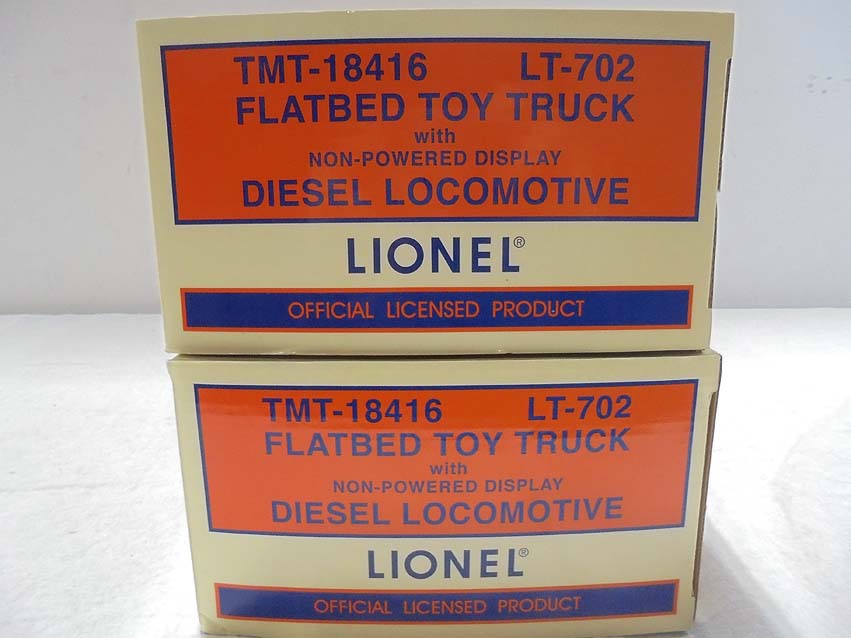 TMT-18416 LT-702
FLATBED TOY TRUCK
with
NON-POWERED DISPLAY
DIESEL LOCOMOTIVE
LIONEL®
OFFICIAL LICENSED PRODUCT
TMT-18416 LT-702
FLATBED TOY TRUCK
with
NON-POWERED DISPLAY
DIESEL LOCOMOTIVE
LIONEL®
OFFICIAL LICENSED PRODUCT